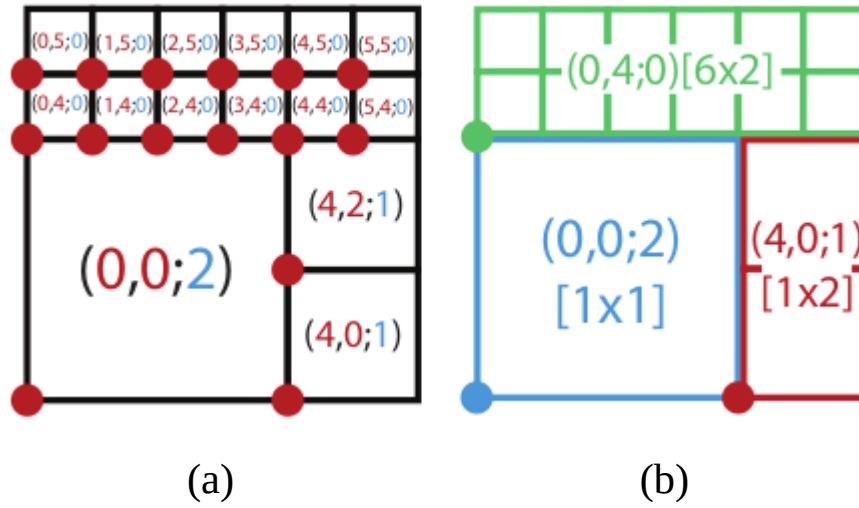 (0,5;0) (1,5;0) (2,5;0) (3,5;0) (4,5;0) (5,5;0)
(0,4;0) (1,4;0) (2,4;0) (3,4;0) (4,4;0) (5,4;0)
(4,2;1)
(0,0;2)
(4,0;1)
(a)
(0,4;0)[6x2]
(0,0;2)
[1x1]
(4,0;1)
[1x2]
(b)